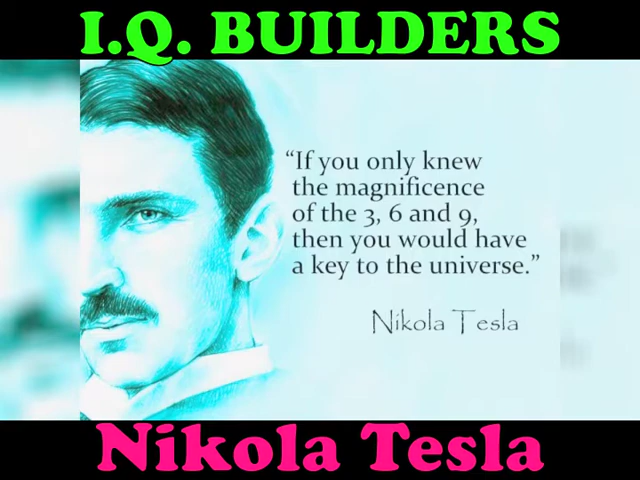 I.Q. BUILDERS
“If you only knew
the magnificence
of the 3, 6 and 9,
then you would have
a key to the universe.”
Nikola Tesla
Nikola Tesla